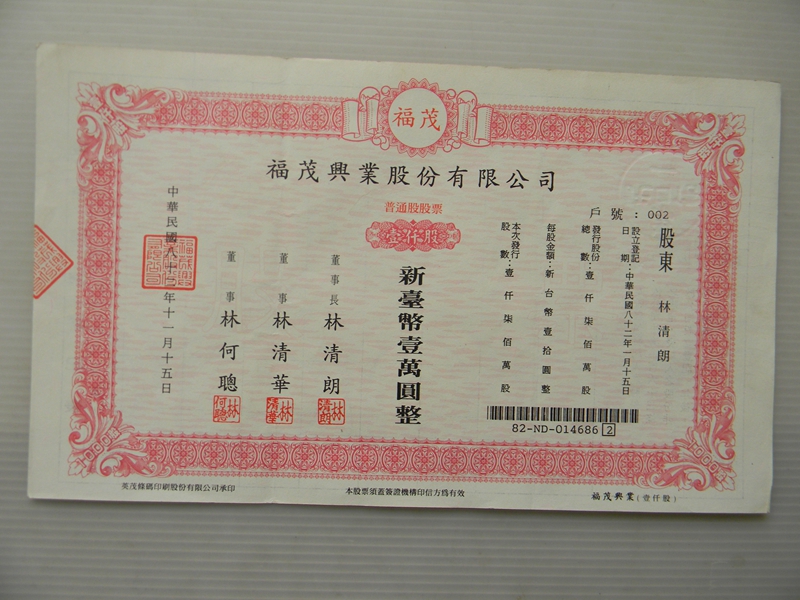 福茂
福茂興業股份有限公司
普通股股票
壹仟股
戶號：002
股東 林清朗
設立登記日期：中華民國八十二年一月十五日
發行股份總數：壹仟柒佰萬股
每股金額：新台幣壹拾圓整
本次發行股數：壹仟柒佰萬股
新臺幣壹萬圓整
董事長 林清朗
董事 林清華
董事 林何聰
中華民國八十二年十一月十五日
82-ND-014686 2
英茂條碼印刷股份有限公司承印
本股票須蓋簽證機構印信方為有效
福茂興業(壹仟股)